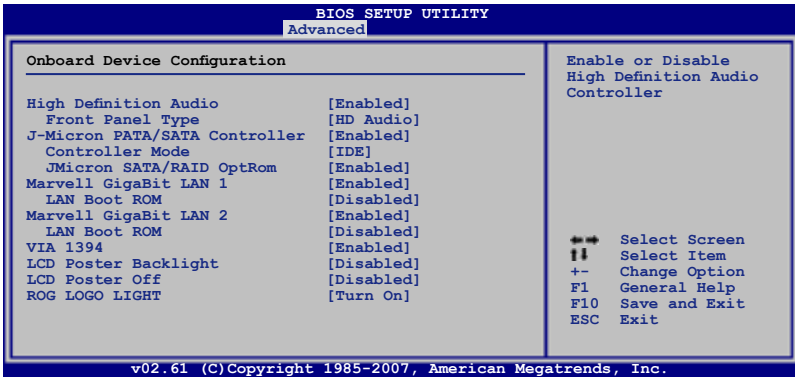 BIOS SETUP UTILITY
Advanced
Onboard Device Configuration
High Definition Audio [Enabled]
Front Panel Type [HD Audio]
J-Micron PATA/SATA Controller [Enabled]
Controller Mode [IDE]
JMicron SATA/RAID OptRom [Enabled]
Marvell GigaBit LAN 1 [Enabled]
LAN Boot ROM [Disabled]
Marvell GigaBit LAN 2 [Enabled]
LAN Boot ROM [Disabled]
VIA 1394 [Enabled]
LCD Poster Backlight [Disabled]
LCD Poster Off [Disabled]
ROG LOGO LIGHT [Turn On]
Enable or Disable
High Definition Audio
Controller
←→ Select Screen
↑↓ Select Item
+- Change Option
F1 General Help
F10 Save and Exit
ESC Exit
v02.61 (C)Copyright 1985-2007, American Megatrends, Inc.